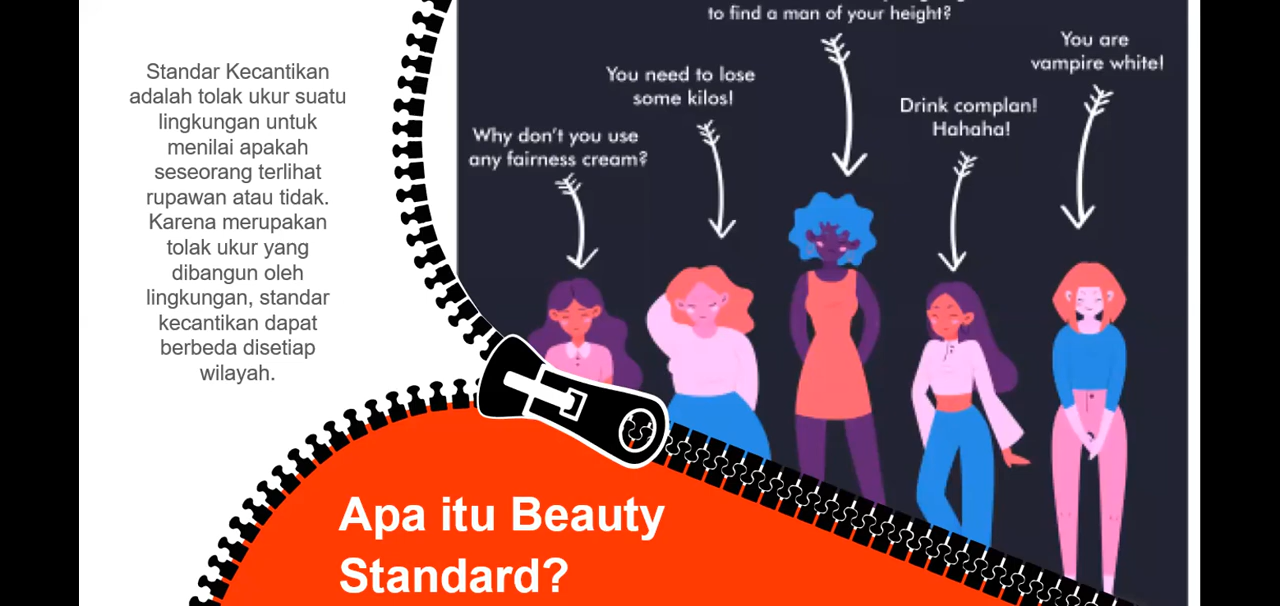 Standar Kecantikan
adalah tolak ukur suatu
lingkungan untuk
menilai apakah
seseorang terlihat
rupawan atau tidak.
Karena merupakan
tolak ukur yang
dibangun oleh
lingkungan, standar
kecantikan dapat
berbeda disetiap
wilayah.
to find a man of your height?
You are
vampire white!
You need to lose
some kilos!
Drink complan!
Hahaha!
Why don't you use
any fairness cream?
Apa itu Beauty
Standard?